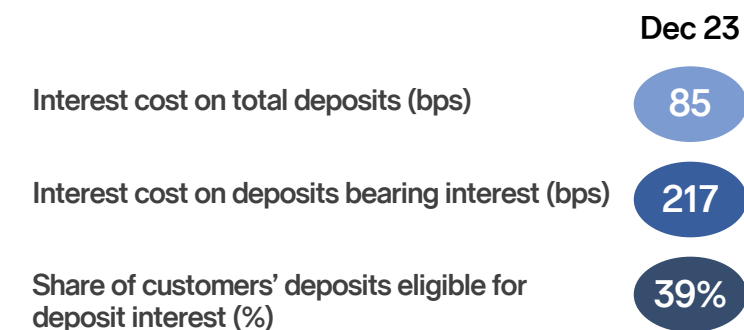 Dec 23
Interest cost on total deposits (bps)
85
Interest cost on deposits bearing interest (bps)
217
Share of customers’ deposits eligible for
deposit interest (%)
39%